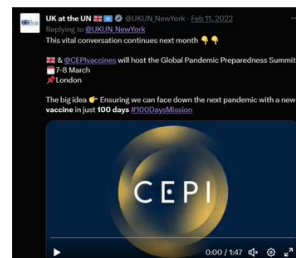 UK at the UN 🇬🇧🇺🇳 @UKUN_NewYork · Feb 11, 2022
Replying to @UKUN_NewYork
This vital conversation continues next month 👇👇
🇬🇧 & @CEPIvaccines will host the Global Pandemic Preparedness Summit
🗓️7-8 March
📌London
The big idea 👉 Ensuring we can face down the next pandemic with a new
vaccine in just 100 days #100DaysMission
CEPI
0:00 / 1:47